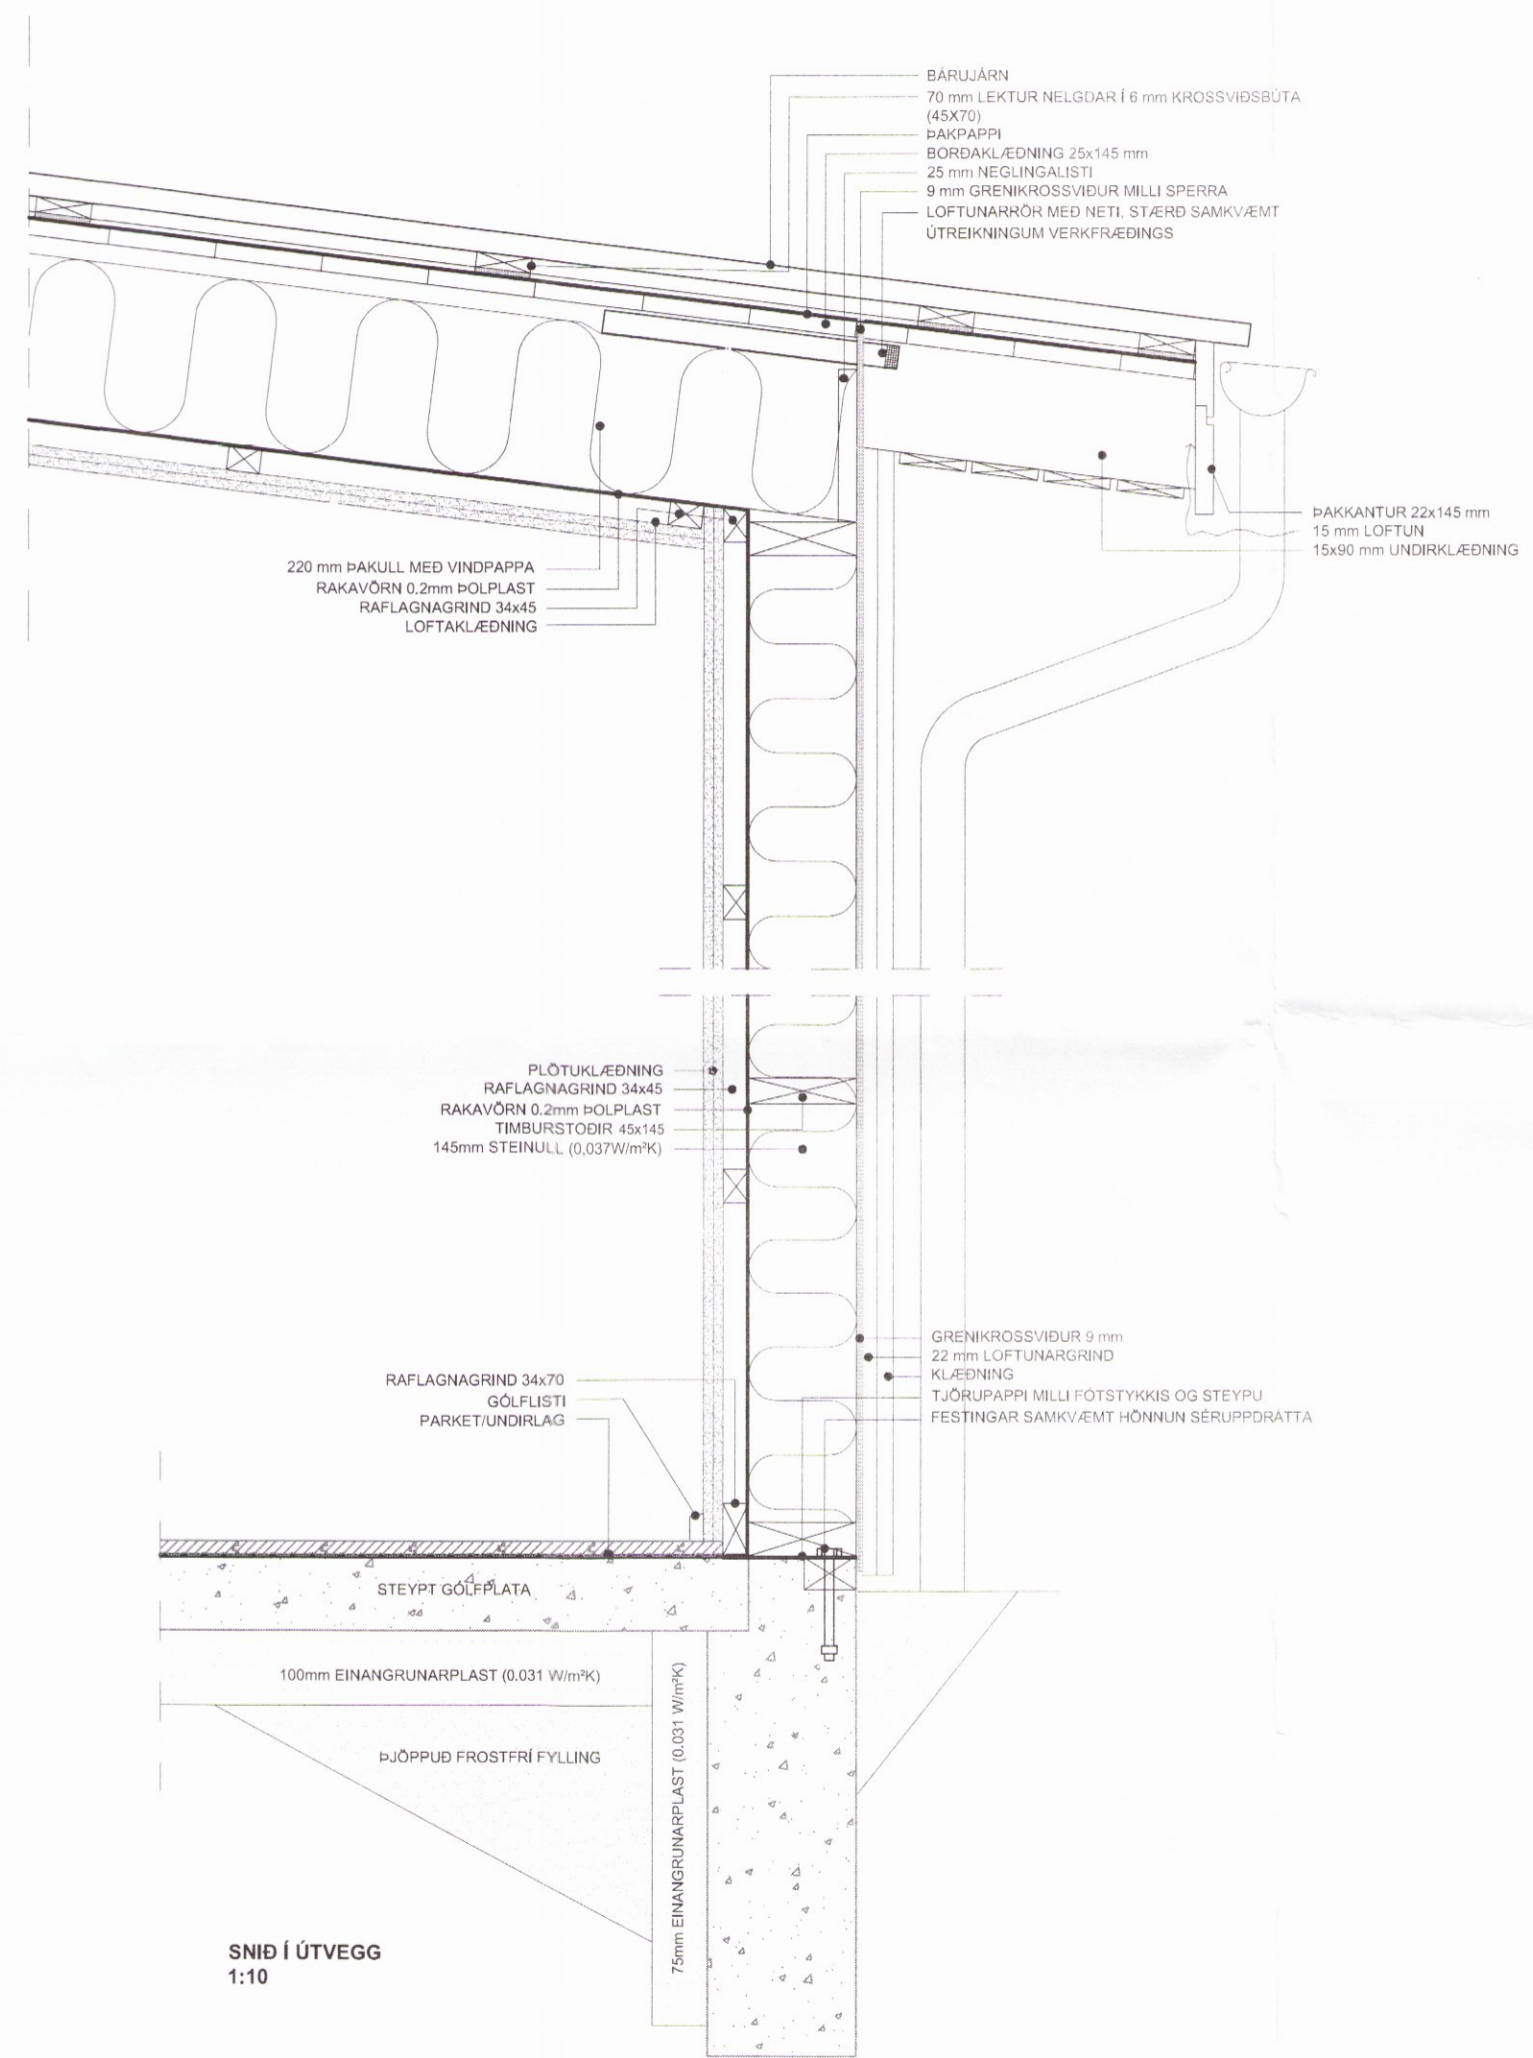 BÁRUJÁRN
70 mm LEKTUR NELGDAR Í 6 mm KROSSVIÐSBÚTA
(45X70)
ÞAKPAPPI
BORÐAKLÆÐNING 25x145 mm
25 mm NEGLINGALISTI
9 mm GRENIKROSSVIÐUR MILLI SPERRA
LOFTUNARRÖR MEÐ NETI, STÆRÐ SAMKVÆMT
ÚTREIKNINGUM VERKFRÆÐINGS
ÞAKKANTUR 22x145 mm
15 mm LOFTUN
15x90 mm UNDIRKLÆÐNING
220 mm ÞAKULL MEÐ VINDPAPPA
RAKAVÖRN 0.2mm ÞOLPLAST
RAFLAGNAGRIND 34x45
LOFTAKLÆÐNING
PLÖTUKLÆÐNING
RAFLAGNAGRIND 34x45
RAKAVÖRN 0.2mm ÞOLPLAST
TIMBURSTOÐIR 45x145
145mm STEINULL (0,037W/m²K)
GRENIKROSSVIÐUR 9 mm
22 mm LOFTUNARGRIND
KLÆÐNING
TJÖRUPAPPI MILLI FÓTSTYKKIS OG STEYPU
FESTINGAR SAMKVÆMT HÖNNUN SÉRUPPDRÁTTA
RAFLAGNAGRIND 34x70
GÓLFLISTI
PARKET/UNDIRLAG
STEYPT GÓLFPLATA
100mm EINANGRUNARPLAST (0.031 W/m²K)
75mm EINANGRUNARPLAST (0.031 W/m²K)
ÞJÖPPUÐ FROSTFRÍ FYLLING
SNIÐ Í ÚTVEGG
1:10